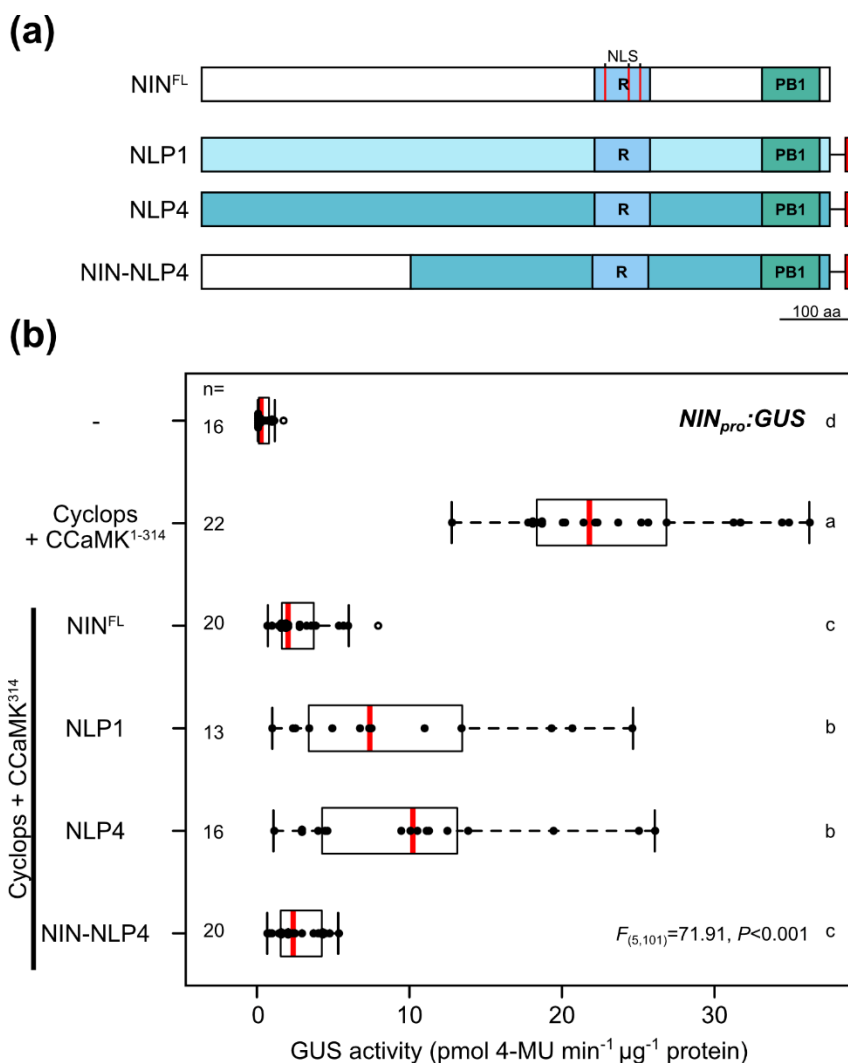 (a)
NLS
NIN^FL R PB1
NLP1 R PB1
NLP4 R PB1
NIN-NLP4 R PB1
100 aa
(b)
n=
- 16 NIN_pro:GUS d
Cyclops
+ CCaMK^1-314 22 a
Cyclops + CCaMK^314
NIN^FL 20 c
NLP1 13 b
NLP4 16 b
NIN-NLP4 20 F_(5,101)=71.91, P<0.001 c
0 10 20 30
GUS activity (pmol 4-MU min^-1 µg^-1 protein)